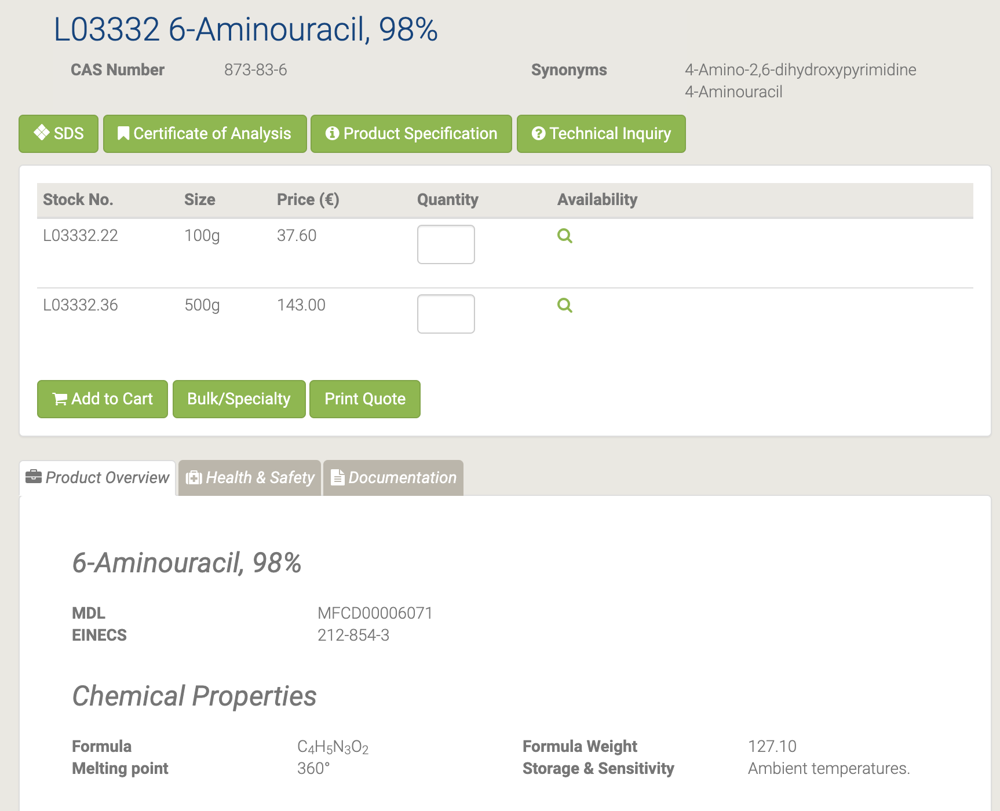 L03332 6-Aminouracil, 98%
CAS Number 873-83-6 Synonyms 4-Amino-2,6-dihydroxypyrimidine
4-Aminouracil
SDS Certificate of Analysis Product Specification Technical Inquiry
Stock No. Size Price (€) Quantity Availability
L03332.22 100g 37.60
L03332.36 500g 143.00
Add to Cart Bulk/Specialty Print Quote
Product Overview Health & Safety Documentation
6-Aminouracil, 98%
MDL MFCD00006071
EINECS 212-854-3
Chemical Properties
Formula C₄H₅N₃O₂ Formula Weight 127.10
Melting point 360° Storage & Sensitivity Ambient temperatures.